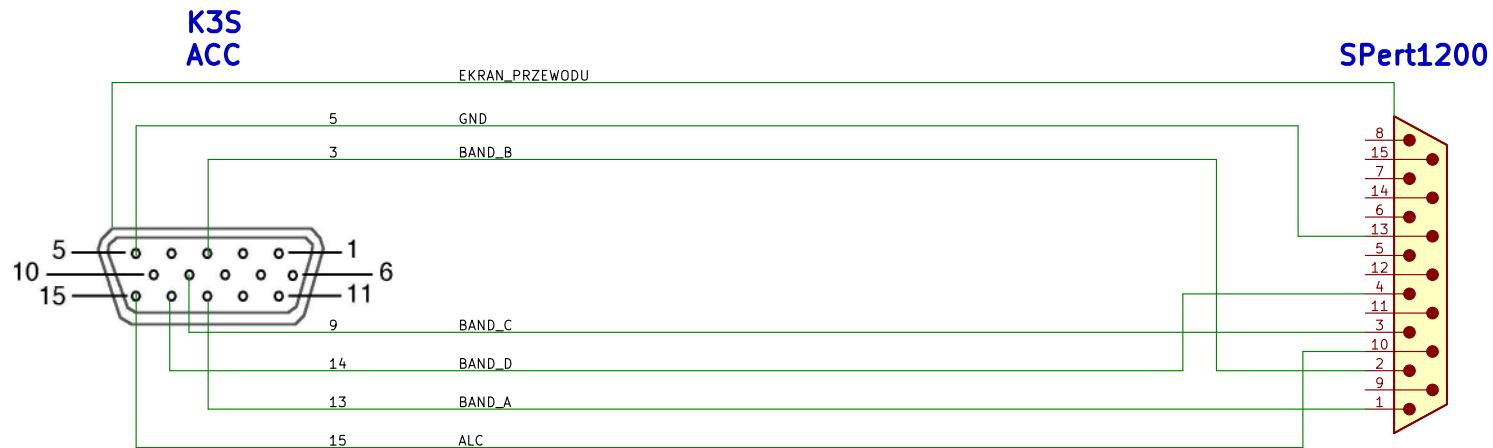 K3S
ACC
SPert1200
EKRAN_PRZEWODU
5 GND
3 BAND_B
5 1
10 6
15 11
9 BAND_C
14 BAND_D
13 BAND_A
15 ALC
8
15
7
14
6
13
5
12
4
11
3
10
2
9
1